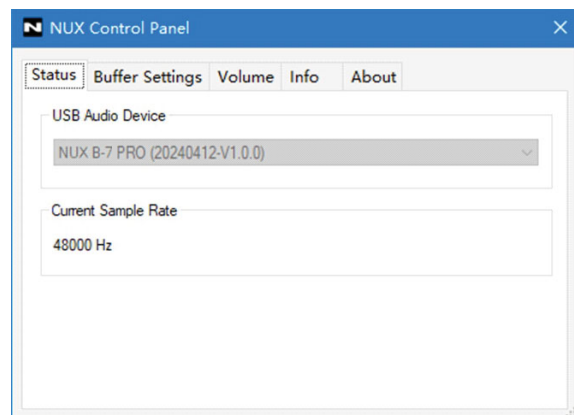 NUX Control Panel
Status Buffer Settings Volume Info About
USB Audio Device
NUX B-7 PRO (20240412-V1.0.0)
Current Sample Rate
48000 Hz